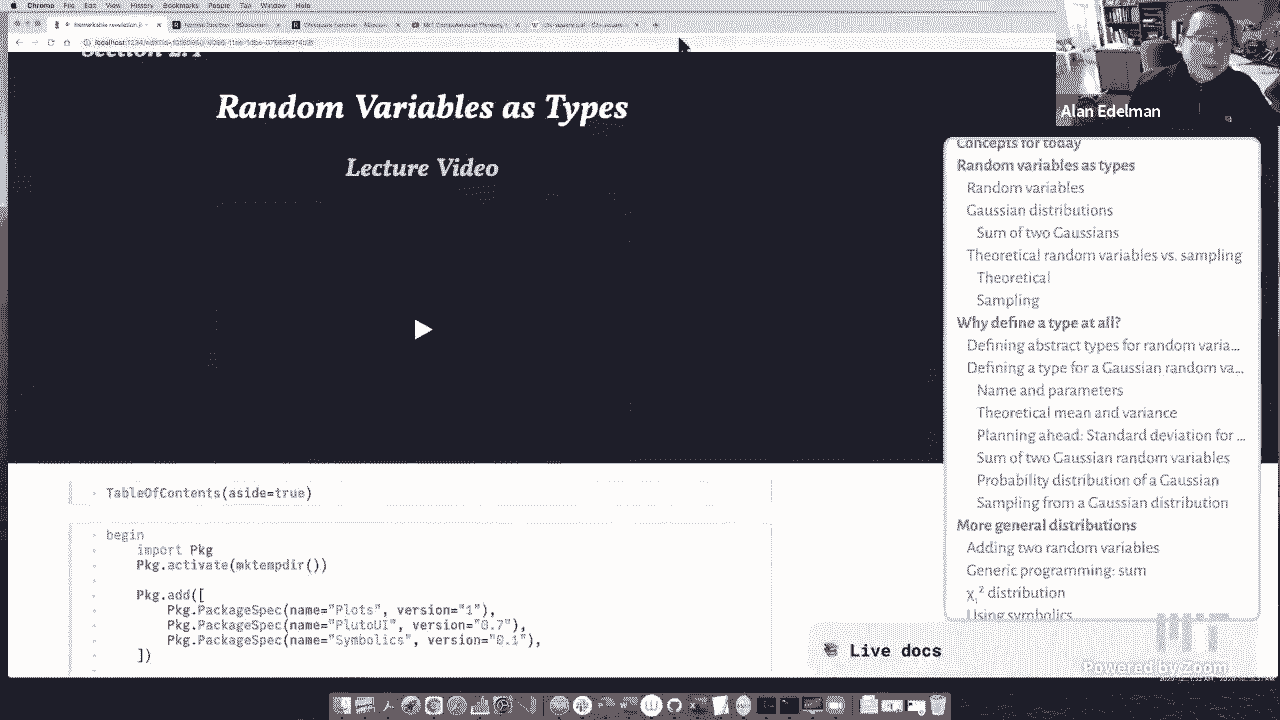 Chrome File Edit View History Bookmarks People Tab Window Help
Section 2.4
Random Variables as Types
Lecture Video
Alan Edelman
Concepts for today
Random variables as types
Random variables
Gaussian distributions
Sum of two Gaussians
Theoretical random variables vs. sampling
Theoretical
Sampling
Why define a type at all?
Defining abstract types for random varia...
Defining a type for a Gaussian random va...
Name and parameters
Theoretical mean and variance
Planning ahead: Standard deviation for ...
Sum of two Gaussian random variables
Probability distribution of a Gaussian
Sampling from a Gaussian distribution
More general distributions
Adding two random variables
Generic programming: sum
χ₁² distribution
Using symbolics
TableOfContents(aside=true)
begin
import Pkg
Pkg.activate(mktempdir())
Pkg.add([
Pkg.PackageSpec(name="Plots", version="1"),
Pkg.PackageSpec(name="PlutoUI", version="0.7"),
Pkg.PackageSpec(name="Symbolics", version="0.1"),
])
Live docs
MIT
Powered by Zoom